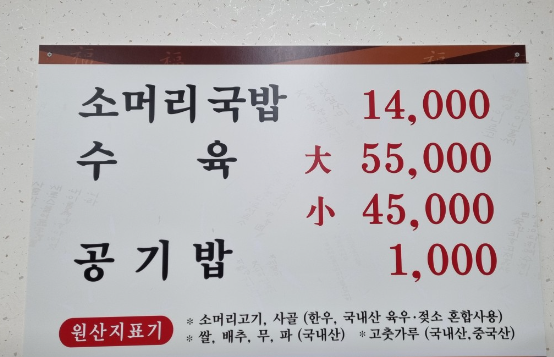 소머리국밥 14,000
수육 大 55,000
小 45,000
공기밥 1,000
원산지표기 * 소머리고기, 사골 (한우, 국내산 육우·젖소 혼합사용)
* 쌀, 배추, 무, 파 (국내산) * 고춧가루 (국내산,중국산)